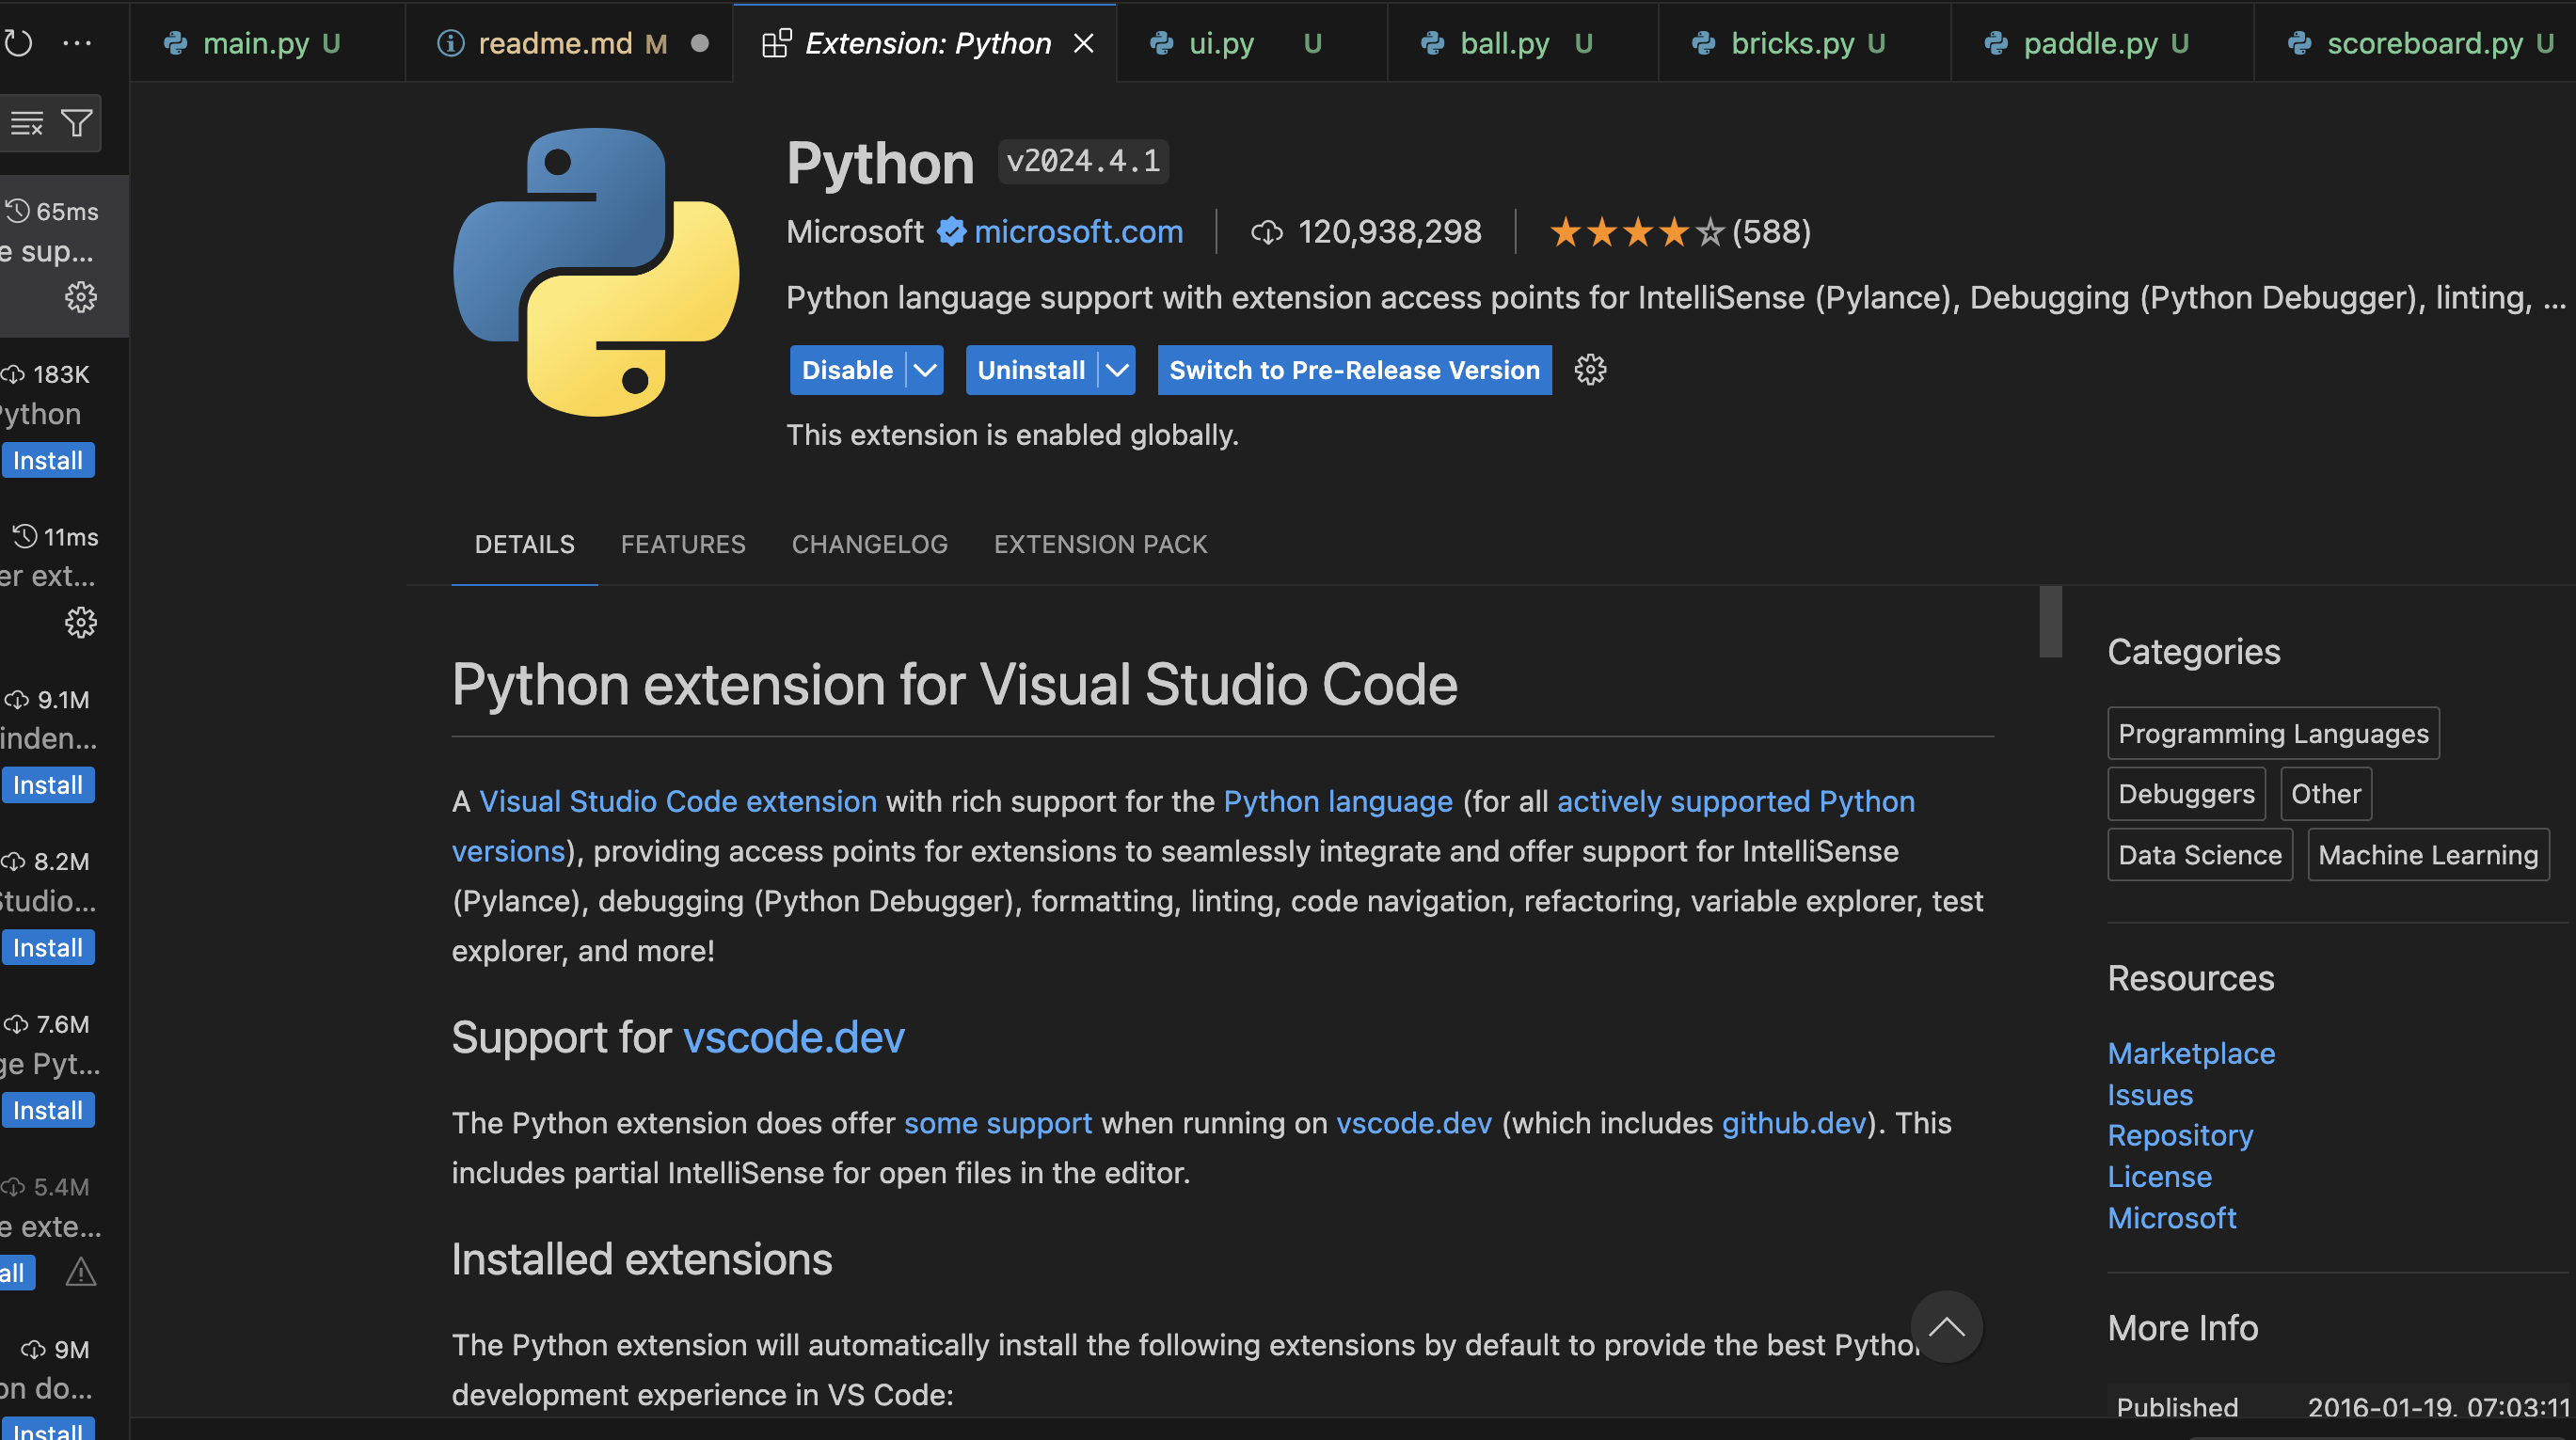 main.py U
readme.md M
Extension: Python
ui.py U
ball.py U
bricks.py U
paddle.py U
scoreboard.py U
65ms
e sup...
183K
Python
Install
11ms
er ext...
9.1M
inden...
Install
8.2M
Studio...
Install
7.6M
ge Pyt...
Install
5.4M
e exte...
all
9M
on do...
Install
Python v2024.4.1
Microsoft microsoft.com 120,938,298 (588)
Python language support with extension access points for IntelliSense (Pylance), Debugging (Python Debugger), linting, ...
Disable Uninstall Switch to Pre-Release Version
This extension is enabled globally.
DETAILS FEATURES CHANGELOG EXTENSION PACK
Python extension for Visual Studio Code
A Visual Studio Code extension with rich support for the Python language (for all actively supported Python
versions), providing access points for extensions to seamlessly integrate and offer support for IntelliSense
(Pylance), debugging (Python Debugger), formatting, linting, code navigation, refactoring, variable explorer, test
explorer, and more!
Support for vscode.dev
The Python extension does offer some support when running on vscode.dev (which includes github.dev). This
includes partial IntelliSense for open files in the editor.
Installed extensions
The Python extension will automatically install the following extensions by default to provide the best Python
development experience in VS Code:
Categories
Programming Languages
Debuggers Other
Data Science Machine Learning
Resources
Marketplace
Issues
Repository
License
Microsoft
More Info
Published 2016-01-19, 07:03:11